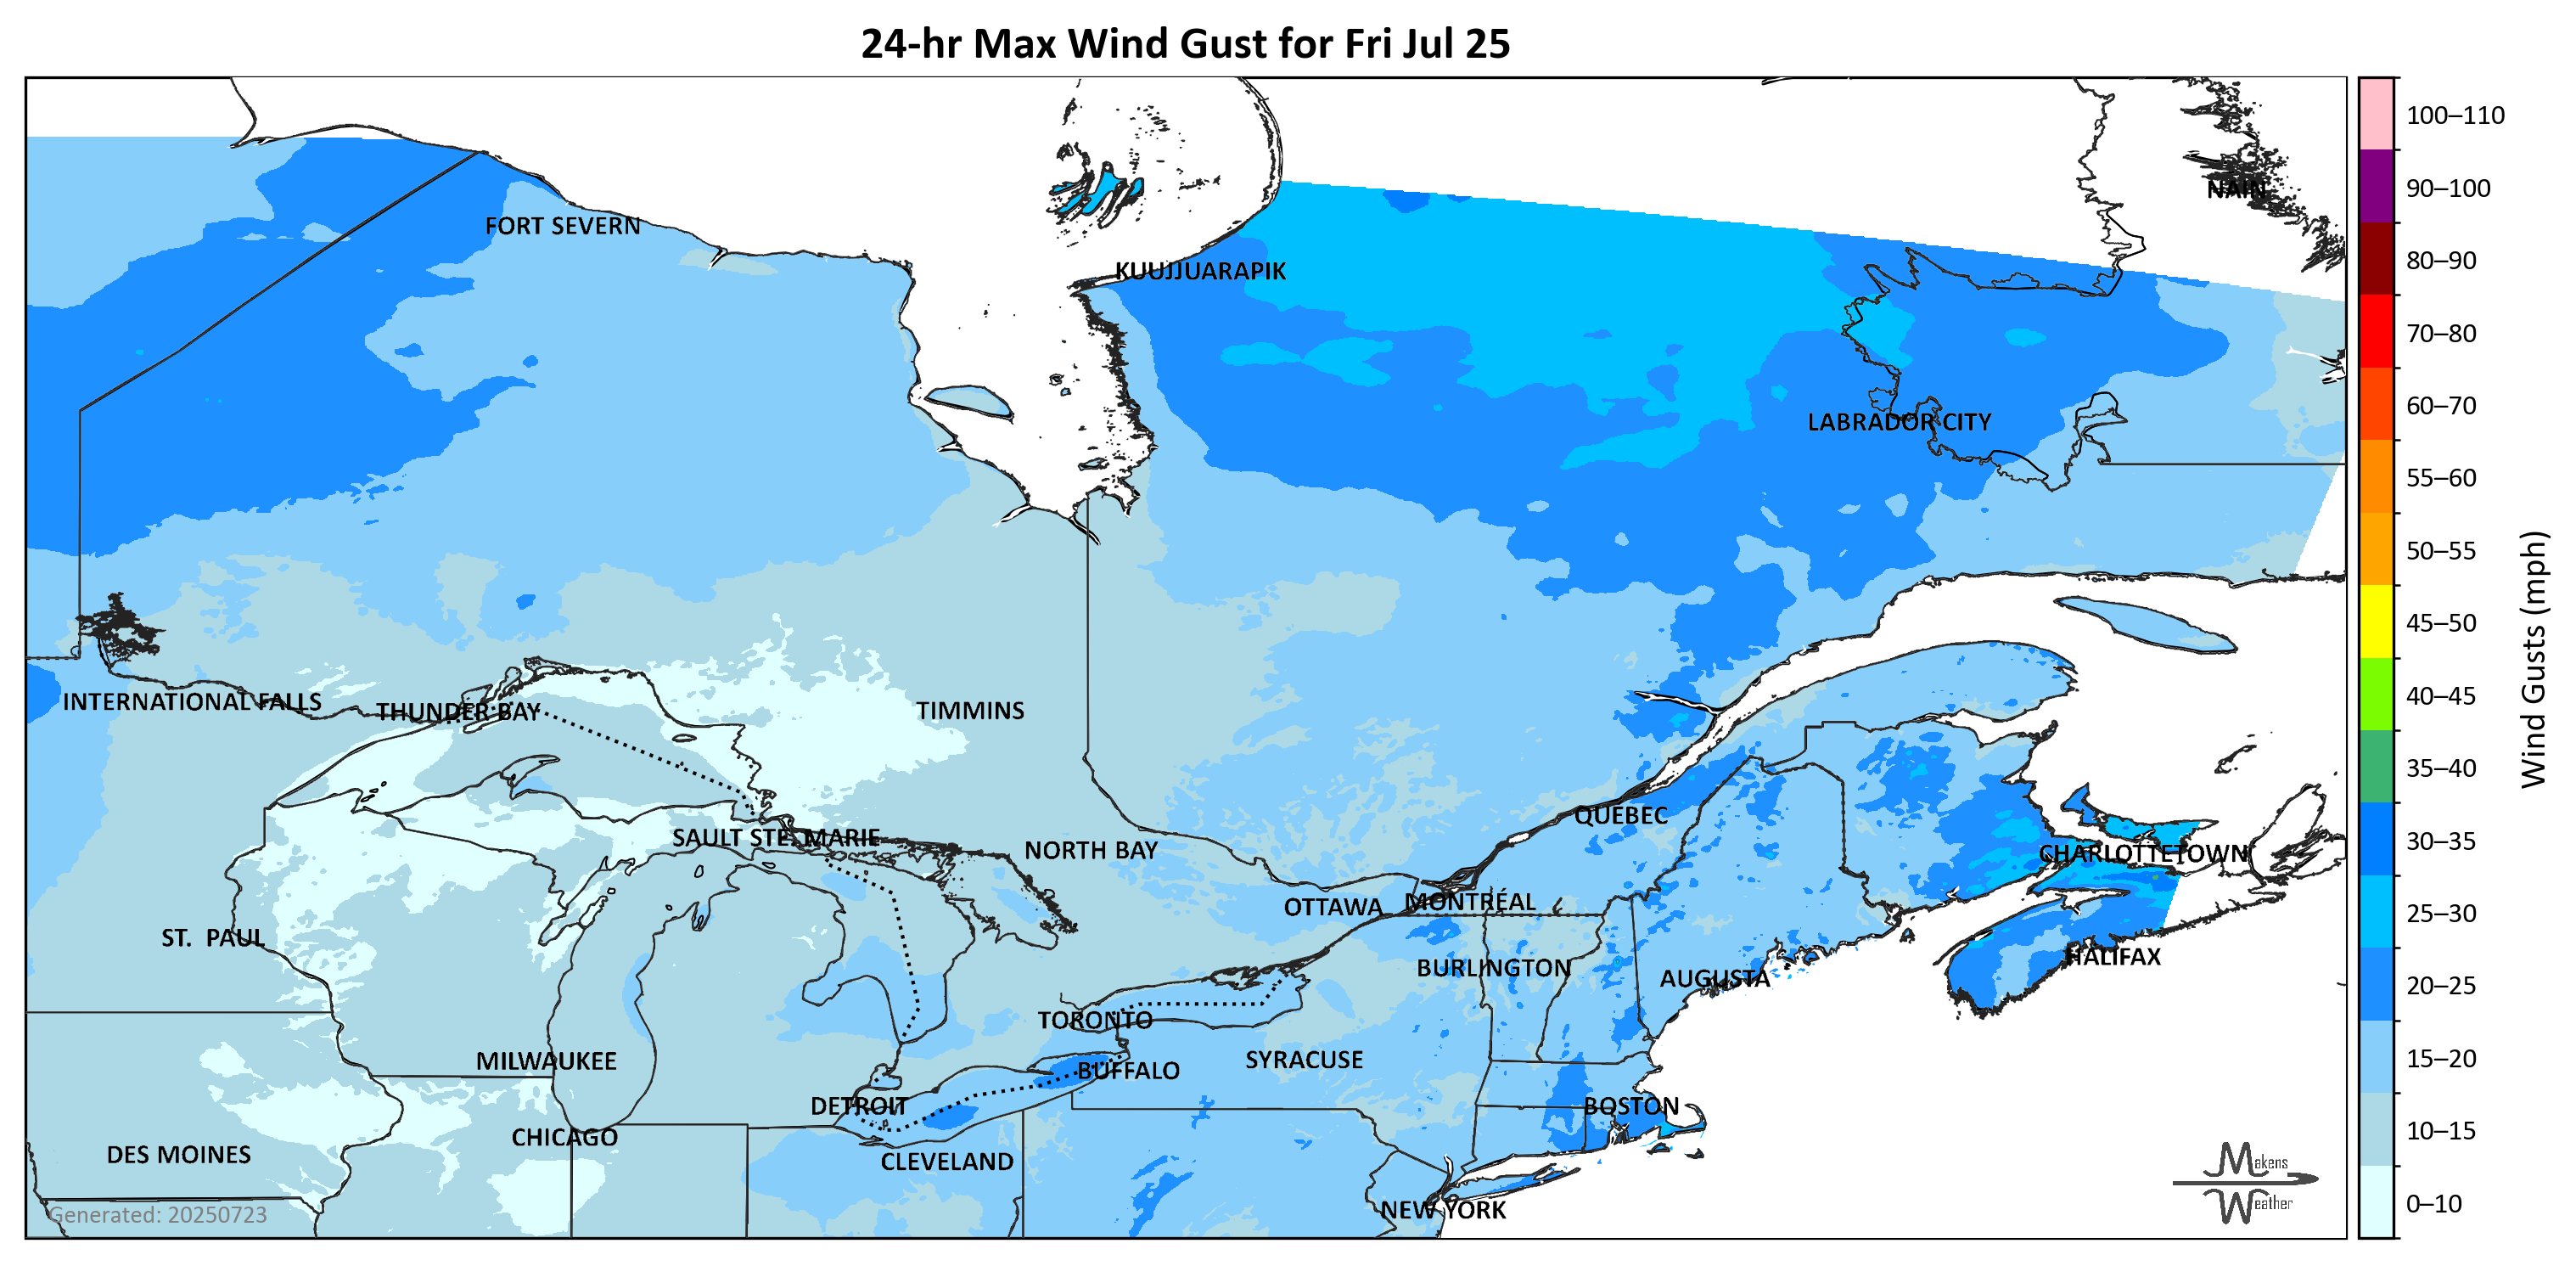 24-hr Max Wind Gust for Fri Jul 25
100–110
90–100
NAIN
FORT SEVERN
80–90
KUUJJUARAPIK
70–80
60–70
LABRADOR CITY
55–60
50–55
45–50
40–45
INTERNATIONAL FALLS
THUNDER BAY
TIMMINS
Wind Gusts (mph)
35–40
QUEBEC
SAULT STE. MARIE
30–35
NORTH BAY
CHARLOTTETOWN
MONTRÉAL
OTTAWA
25–30
ST. PAUL
HALIFAX
BURLINGTON
AUGUSTA
20–25
TORONTO
SYRACUSE
15–20
MILWAUKEE
BUFFALO
DETROIT
BOSTON
10–15
CHICAGO
DES MOINES
CLEVELAND
Makens
Weather
0–10
NEW YORK
Generated: 20250723